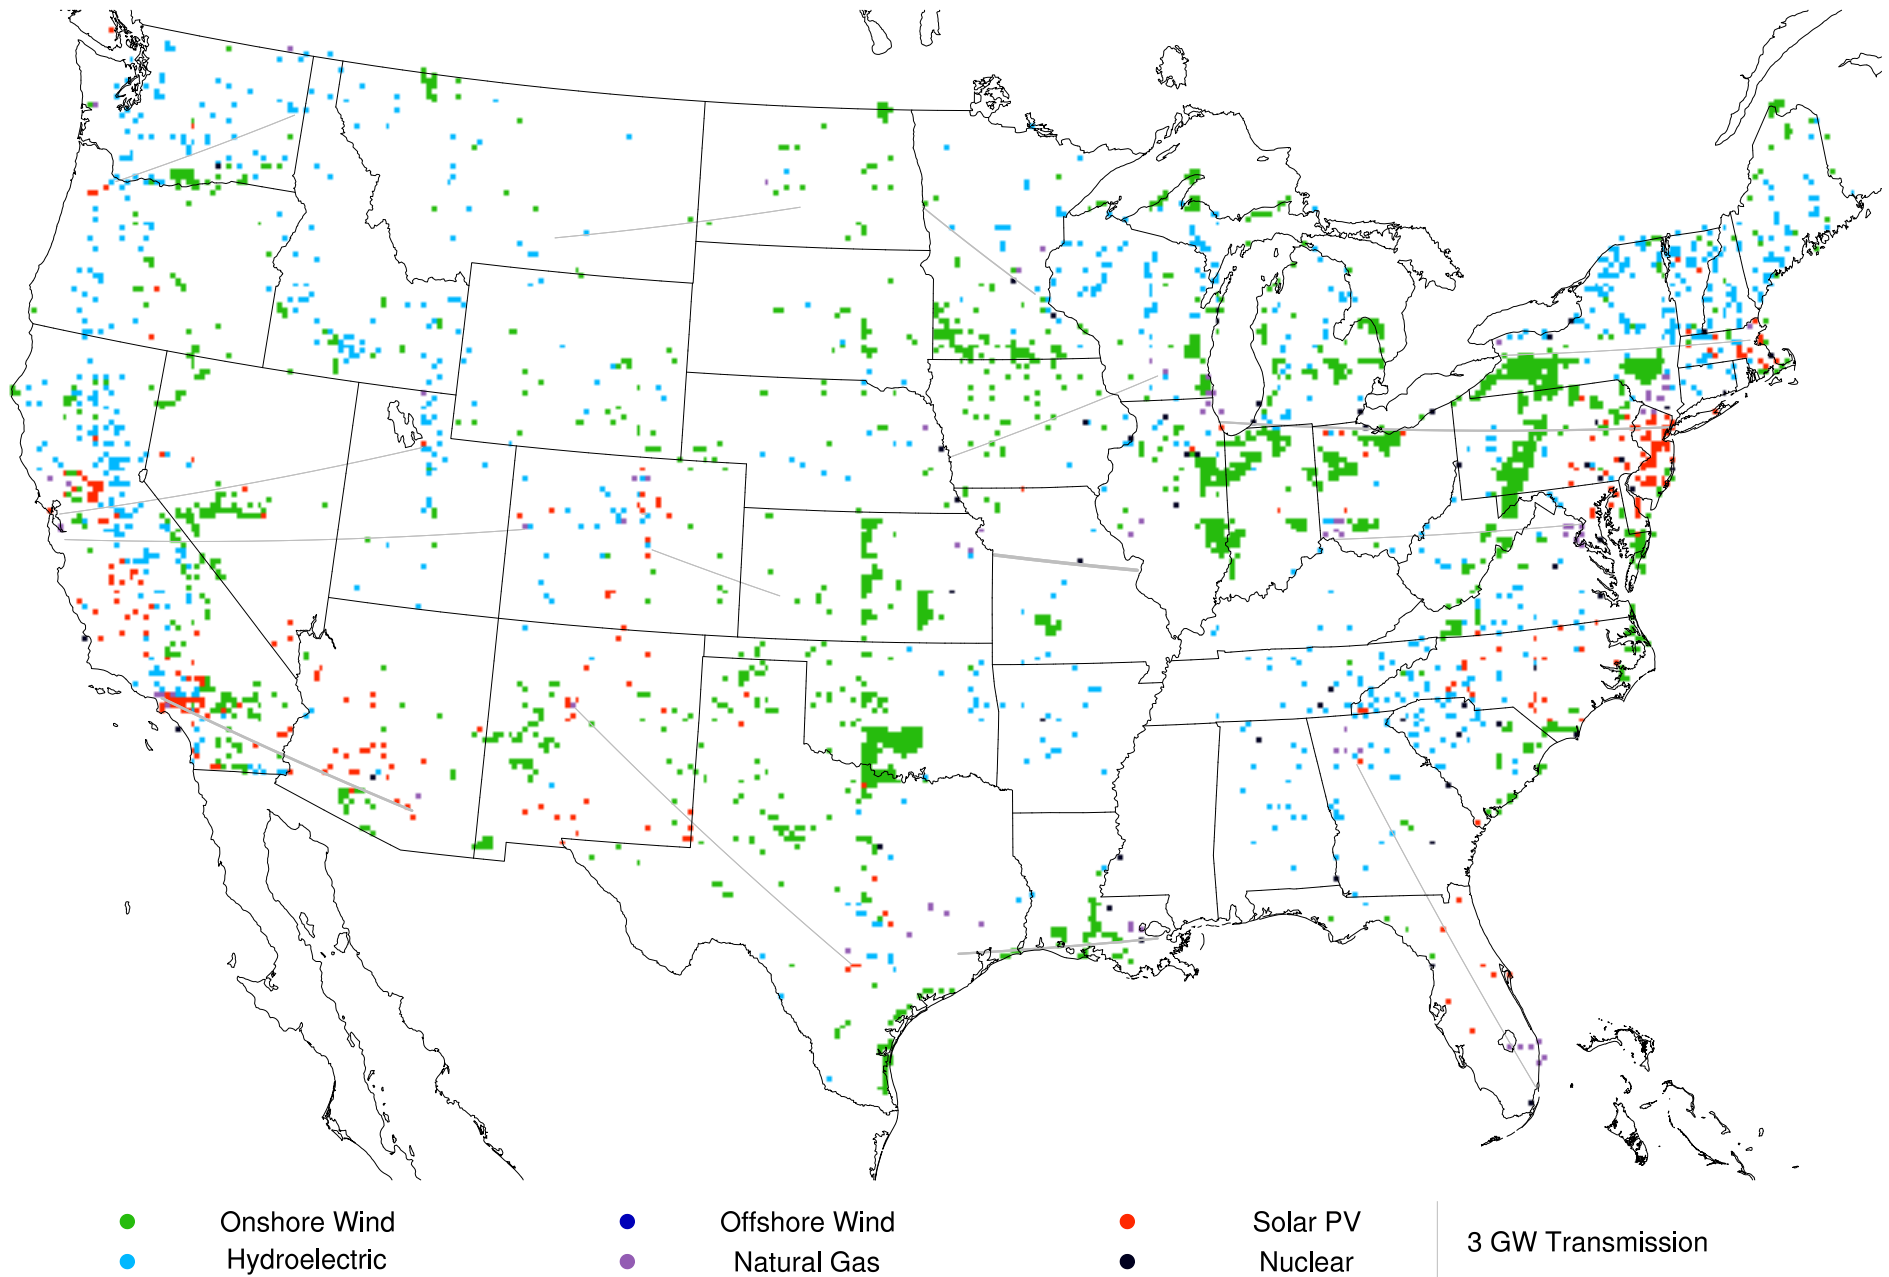 Onshore Wind
Offshore Wind
Solar PV
Hydroelectric
Natural Gas
Nuclear
3 GW Transmission